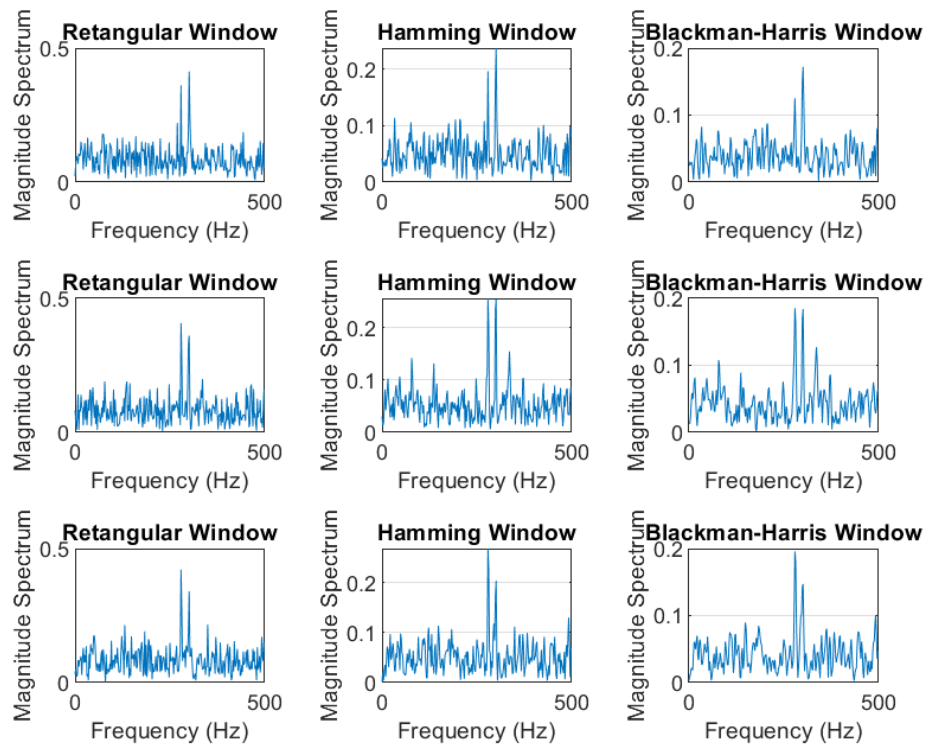 Retangular Window
Magnitude Spectrum
0.5
0
0
500
Frequency (Hz)
Hamming Window
Magnitude Spectrum
0.2
0.1
0
0
500
Frequency (Hz)
Blackman-Harris Window
Magnitude Spectrum
0.2
0.1
0
0
500
Frequency (Hz)
Retangular Window
Magnitude Spectrum
0.5
0
0
500
Frequency (Hz)
Hamming Window
Magnitude Spectrum
0.2
0.1
0
0
500
Frequency (Hz)
Blackman-Harris Window
Magnitude Spectrum
0.2
0.1
0
0
500
Frequency (Hz)
Retangular Window
Magnitude Spectrum
0.5
0
0
500
Frequency (Hz)
Hamming Window
Magnitude Spectrum
0.2
0.1
0
0
500
Frequency (Hz)
Blackman-Harris Window
Magnitude Spectrum
0.2
0.1
0
0
500
Frequency (Hz)